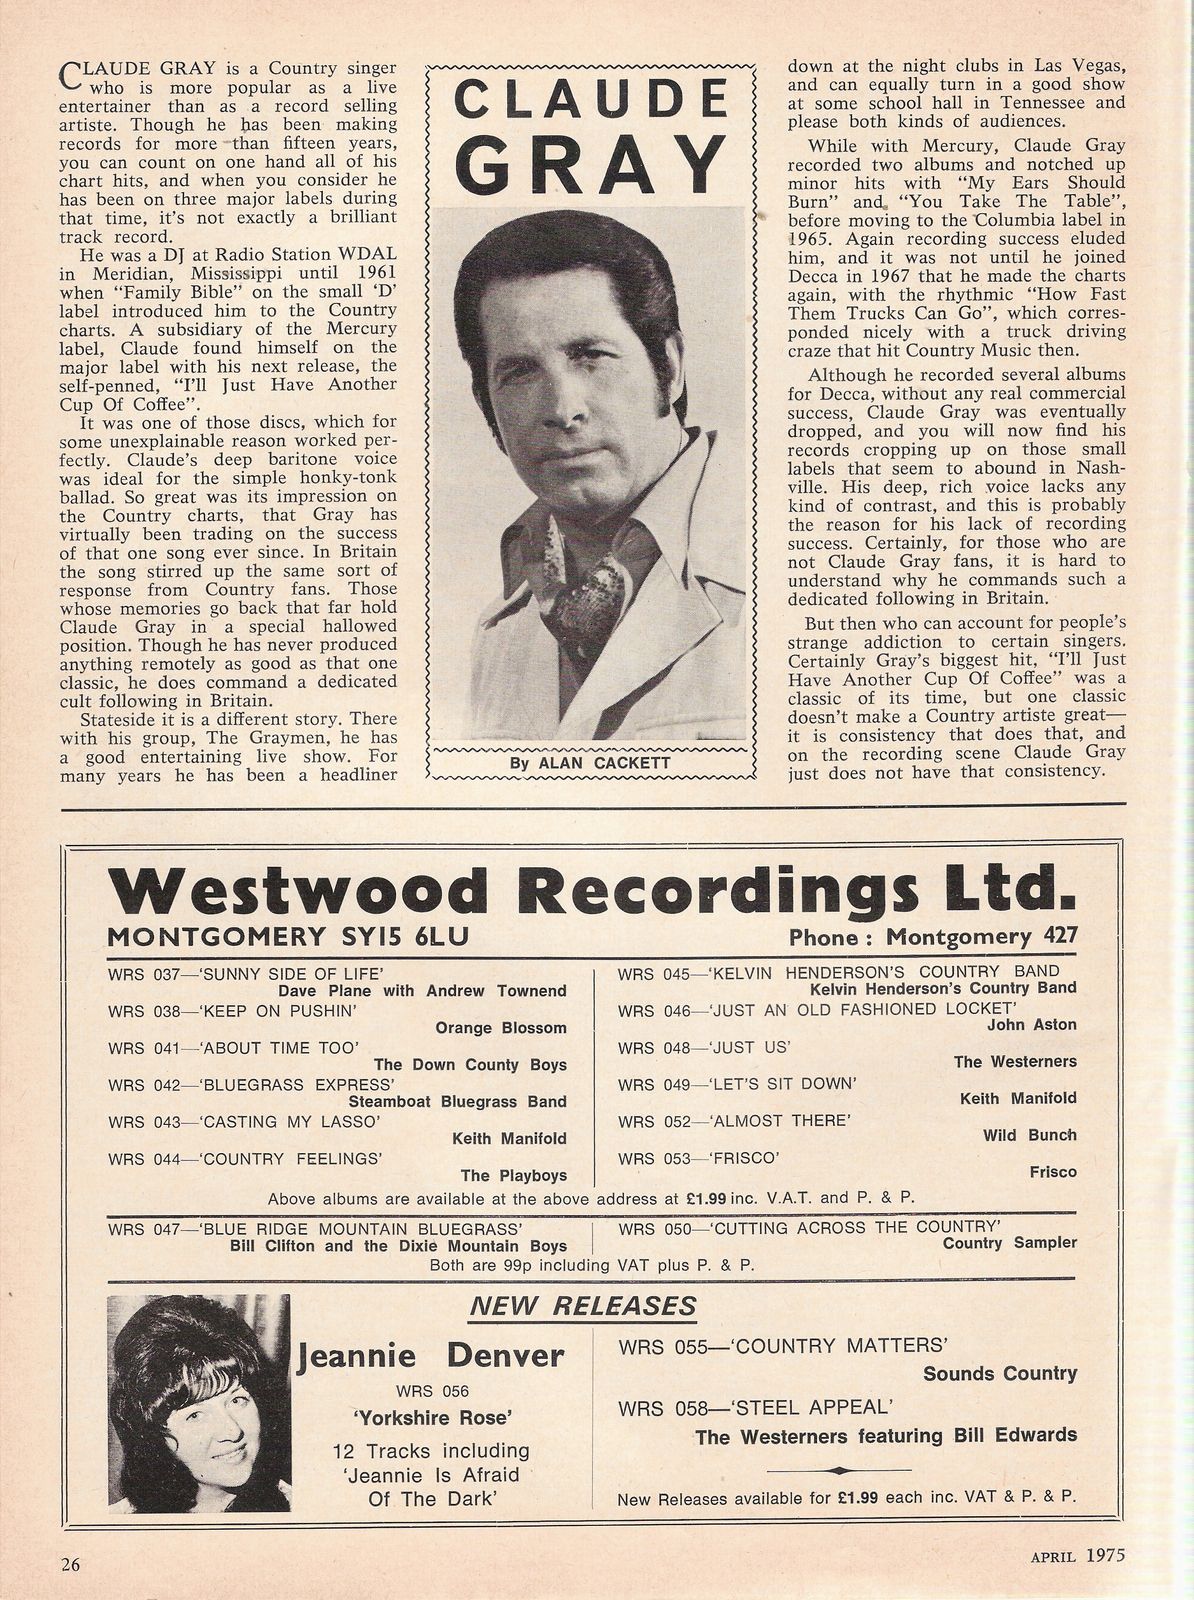 CLAUDE GRAY is a Country singer
who is more popular as a live
entertainer than as a record selling
artiste. Though he has been making
records for more than fifteen years,
you can count on one hand all of his
chart hits, and when you consider he
has been on three major labels during
that time, it's not exactly a brilliant
track record.
He was a DJ at Radio Station WDAL
in Meridian, Mississippi until 1961
when “Family Bible” on the small ‘D’
label introduced him to the Country
charts. A subsidiary of the Mercury
label, Claude found himself on the
major label with his next release, the
self-penned, “I'll Just Have Another
Cup Of Coffee”.
It was one of those discs, which for
some unexplainable reason worked per-
fectly. Claude's deep baritone voice
was ideal for the simple honky-tonk
ballad. So great was its impression on
the Country charts, that Gray has
virtually been trading on the success
of that one song ever since. In Britain
the song stirred up the same sort of
response from Country fans. Those
whose memories go back that far hold
Claude Gray in a special hallowed
position. Though he has never produced
anything remotely as good as that one
classic, he does command a dedicated
cult following in Britain.
Stateside it is a different story. There
with his group, The Graymen, he has
a good entertaining live show. For
many years he has been a headliner
CLAUDE
GRAY
By ALAN CACKETT
down at the night clubs in Las Vegas,
and can equally turn in a good show
at some school hall in Tennessee and
please both kinds of audiences.
While with Mercury, Claude Gray
recorded two albums and notched up
minor hits with “My Ears Should
Burn” and “You Take The Table”,
before moving to the Columbia label in
1965. Again recording success eluded
him, and it was not until he joined
Decca in 1967 that he made the charts
again, with the rhythmic “How Fast
Them Trucks Can Go”, which corres-
ponded nicely with a truck driving
craze that hit Country Music then.
Although he recorded several albums
for Decca, without any real commercial
success, Claude Gray was eventually
dropped, and you will now find his
records cropping up on those small
labels that seem to abound in Nash-
ville. His deep, rich voice lacks any
kind of contrast, and this is probably
the reason for his lack of recording
success. Certainly, for those who are
not Claude Gray fans, it is hard to
understand why he commands such a
dedicated following in Britain.
But then who can account for people's
strange addiction to certain singers.
Certainly Gray's biggest hit, “I'll Just
Have Another Cup Of Coffee” was a
classic of its time, but one classic
doesn't make a Country artiste great—
it is consistency that does that, and
on the recording scene Claude Gray
just does not have that consistency.
Westwood Recordings Ltd.
MONTGOMERY SY15 6LU
Phone : Montgomery 427
WRS 037—‘SUNNY SIDE OF LIFE’
Dave Plane with Andrew Townend
WRS 038—‘KEEP ON PUSHIN’
Orange Blossom
WRS 041—‘ABOUT TIME TOO’
The Down County Boys
WRS 042—‘BLUEGRASS EXPRESS’
Steamboat Bluegrass Band
WRS 043—‘CASTING MY LASSO’
Keith Manifold
WRS 044—‘COUNTRY FEELINGS’
The Playboys
WRS 045—‘KELVIN HENDERSON'S COUNTRY BAND
Kelvin Henderson's Country Band
WRS 046—‘JUST AN OLD FASHIONED LOCKET’
John Aston
WRS 048—‘JUST US’
The Westerners
WRS 049—‘LET'S SIT DOWN’
Keith Manifold
WRS 052—‘ALMOST THERE’
Wild Bunch
WRS 053—‘FRISCO’
Frisco
Above albums are available at the above address at £1.99 inc. V.A.T. and P. & P.
WRS 047—‘BLUE RIDGE MOUNTAIN BLUEGRASS’
Bill Clifton and the Dixie Mountain Boys
WRS 050—‘CUTTING ACROSS THE COUNTRY’
Country Sampler
Both are 99p including VAT plus P. & P.
NEW RELEASES
Jeannie Denver
WRS 056
‘Yorkshire Rose’
12 Tracks including
‘Jeannie Is Afraid
Of The Dark’
WRS 055—‘COUNTRY MATTERS’
Sounds Country
WRS 058—‘STEEL APPEAL’
The Westerners featuring Bill Edwards
New Releases available for £1.99 each inc. VAT & P. & P.
26
APRIL 1975